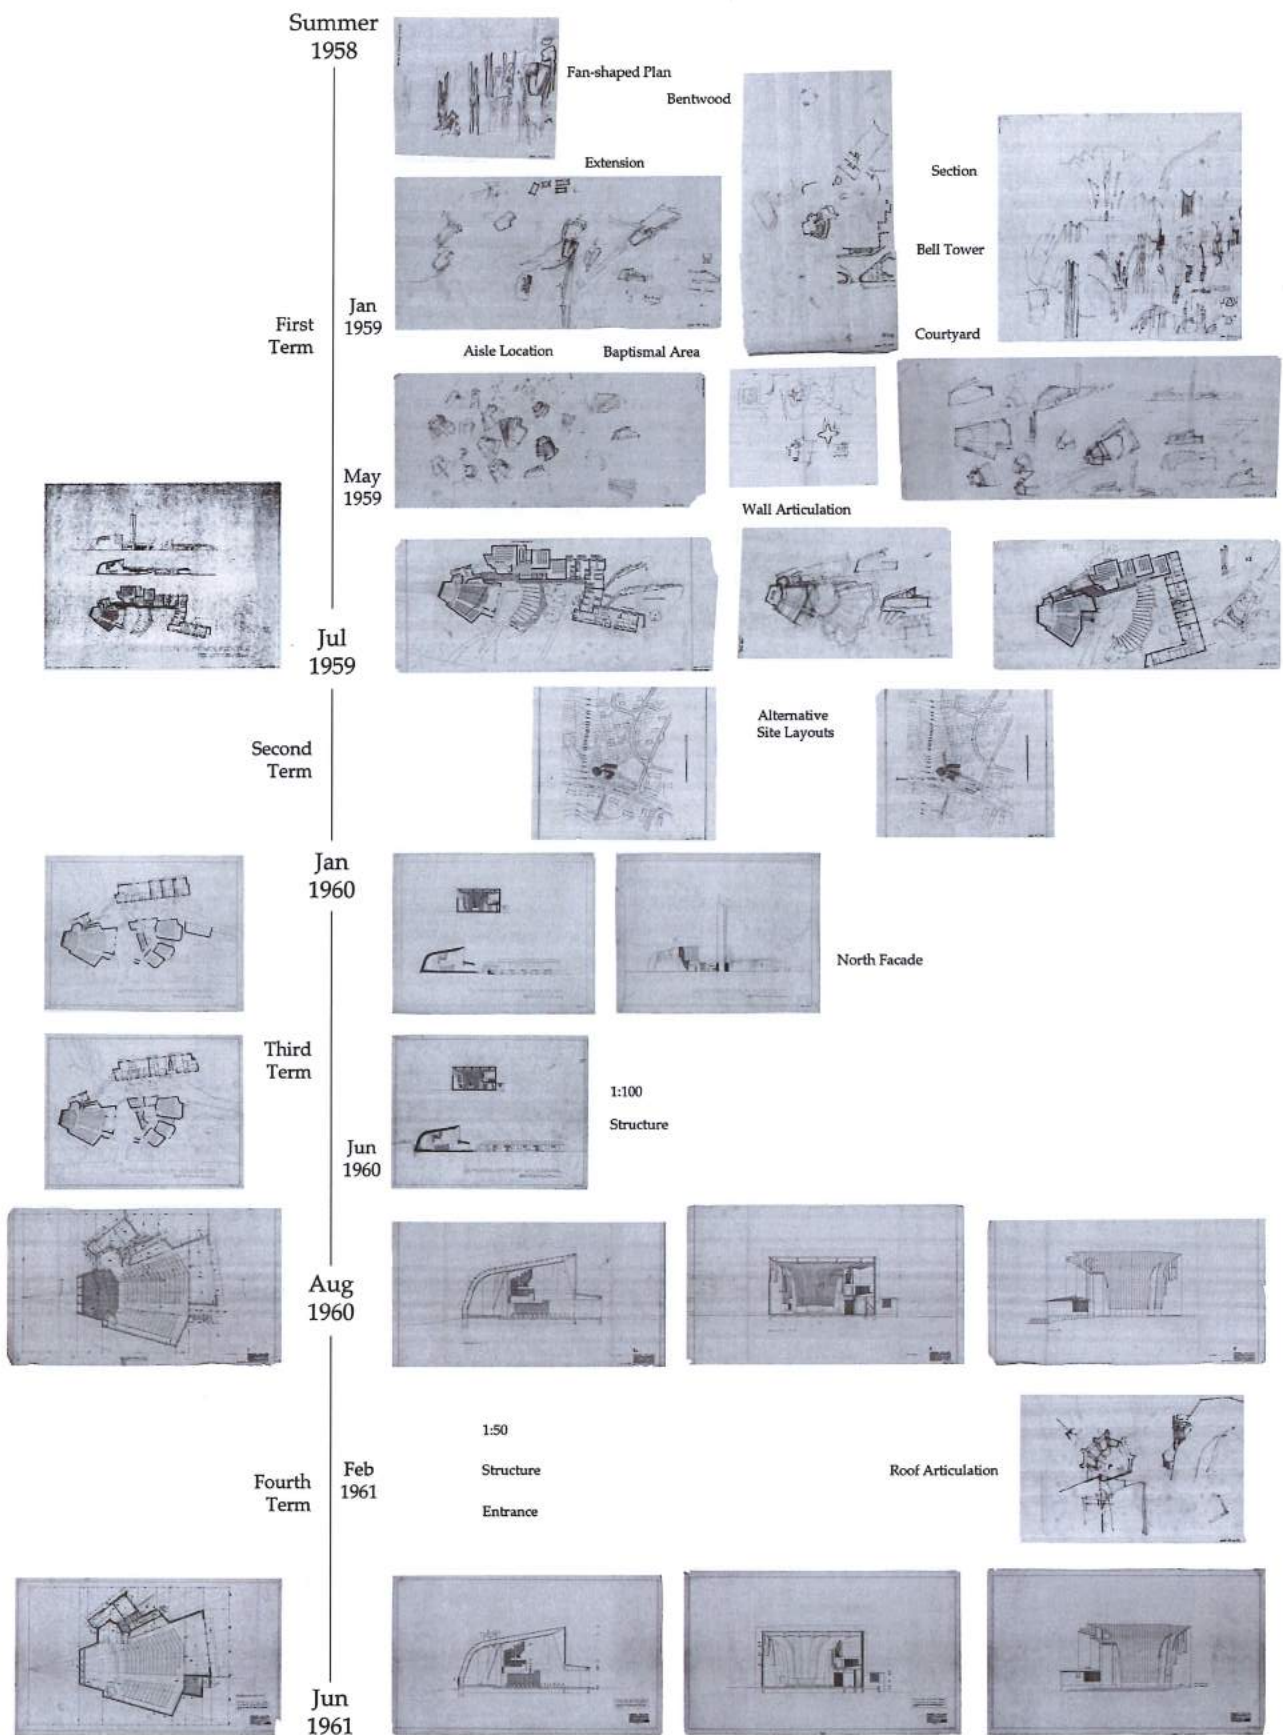 Summer
1958
Fan-shaped Plan
Bentwood
Extension
Section
Bell Tower
Jan
1959
First
Term
Courtyard
Aisle Location
Baptismal Area
May
1959
Wall Articulation
Jul
1959
Alternative
Site Layouts
Second
Term
Jan
1960
North Facade
Third
Term
1:100
Structure
Jun
1960
Aug
1960
1:50
Structure
Entrance
Feb
1961
Fourth
Term
Roof Articulation
Jun
1961